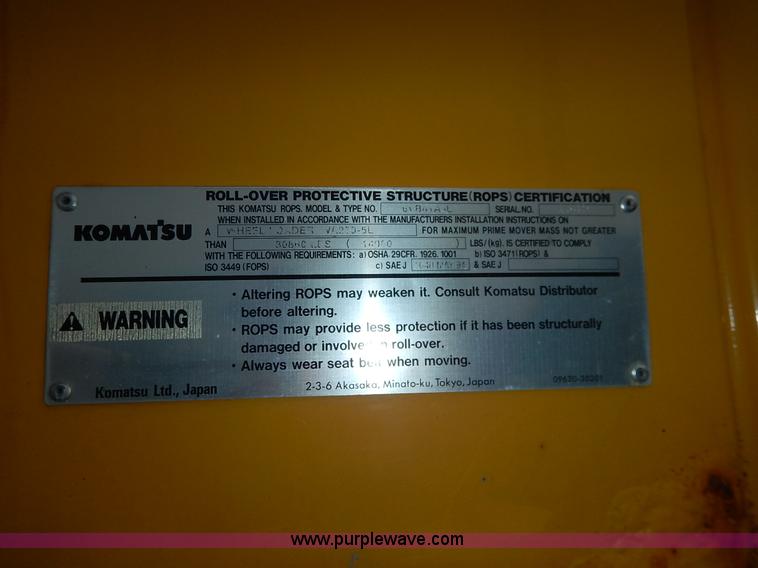 ROLL-OVER PROTECTIVE STRUCTURE(ROPS) CERTIFICATION
THIS KOMATSU ROPS. MODEL & TYPE NO. SERIAL NO.
WHEN INSTALLED IN ACCORDANCE WITH THE MANUFACTURERS INSTALLATION INSTRUCTIONS ON
KOMATSU
A WHEEL LOADER FOR MAXIMUM PRIME MOVER MASS NOT GREATER
THAN LBS/(kg). IS CERTIFIED TO COMPLY
WITH THE FOLLOWING REQUIREMENTS: a) OSHA 29CFR. 1926. 1001 b) ISO 3471(ROPS) &
ISO 3449 (FOPS) c) SAE J & SAE J
WARNING
• Altering ROPS may weaken it. Consult Komatsu Distributor
before altering.
• ROPS may provide less protection if it has been structurally
damaged or involved in roll-over.
• Always wear seat belt when moving.
Komatsu Ltd., Japan
2-3-6 Akasaka, Minato-ku, Tokyo, Japan
www.purplewave.com